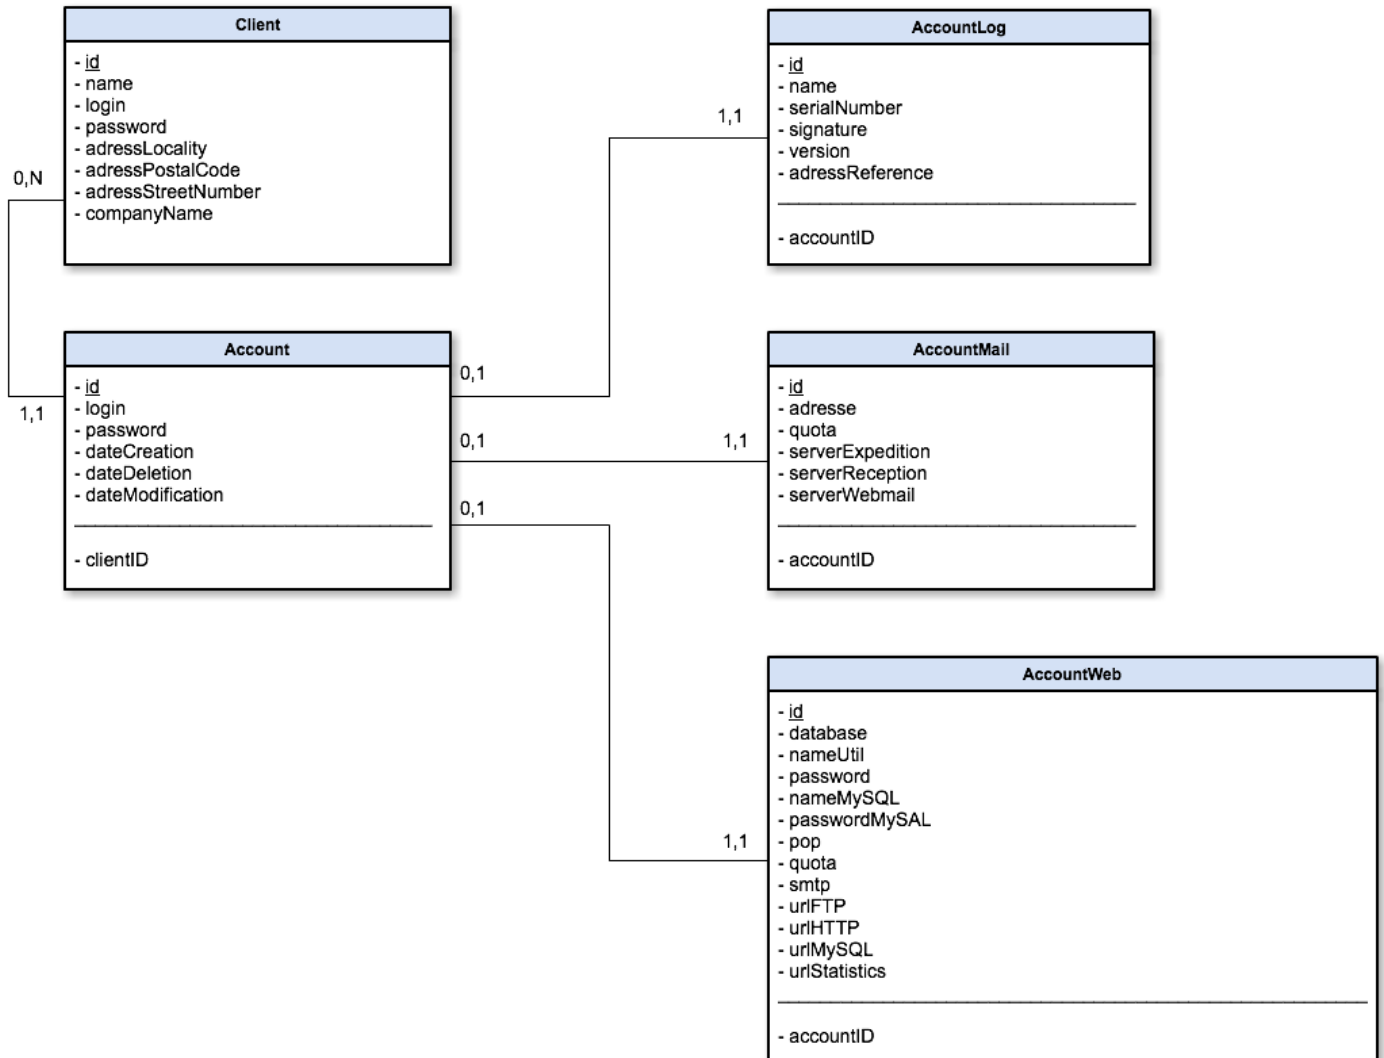 Client
- id
- name
- login
- password
- adressLocality
- adressPostalCode
- adressStreetNumber
- companyName
0,N
1,1
Account
- id
- login
- password
- dateCreation
- dateDeletion
- dateModification
- clientID
0,1
0,1
0,1
1,1
AccountLog
- id
- name
- serialNumber
- signature
- version
- adressReference
- accountID
1,1
AccountMail
- id
- adresse
- quota
- serverExpedition
- serverReception
- serverWebmail
- accountID
1,1
AccountWeb
- id
- database
- nameUtil
- password
- nameMySQL
- passwordMySAL
- pop
- quota
- smtp
- urlFTP
- urlHTTP
- urlMySQL
- urlStatistics
- accountID